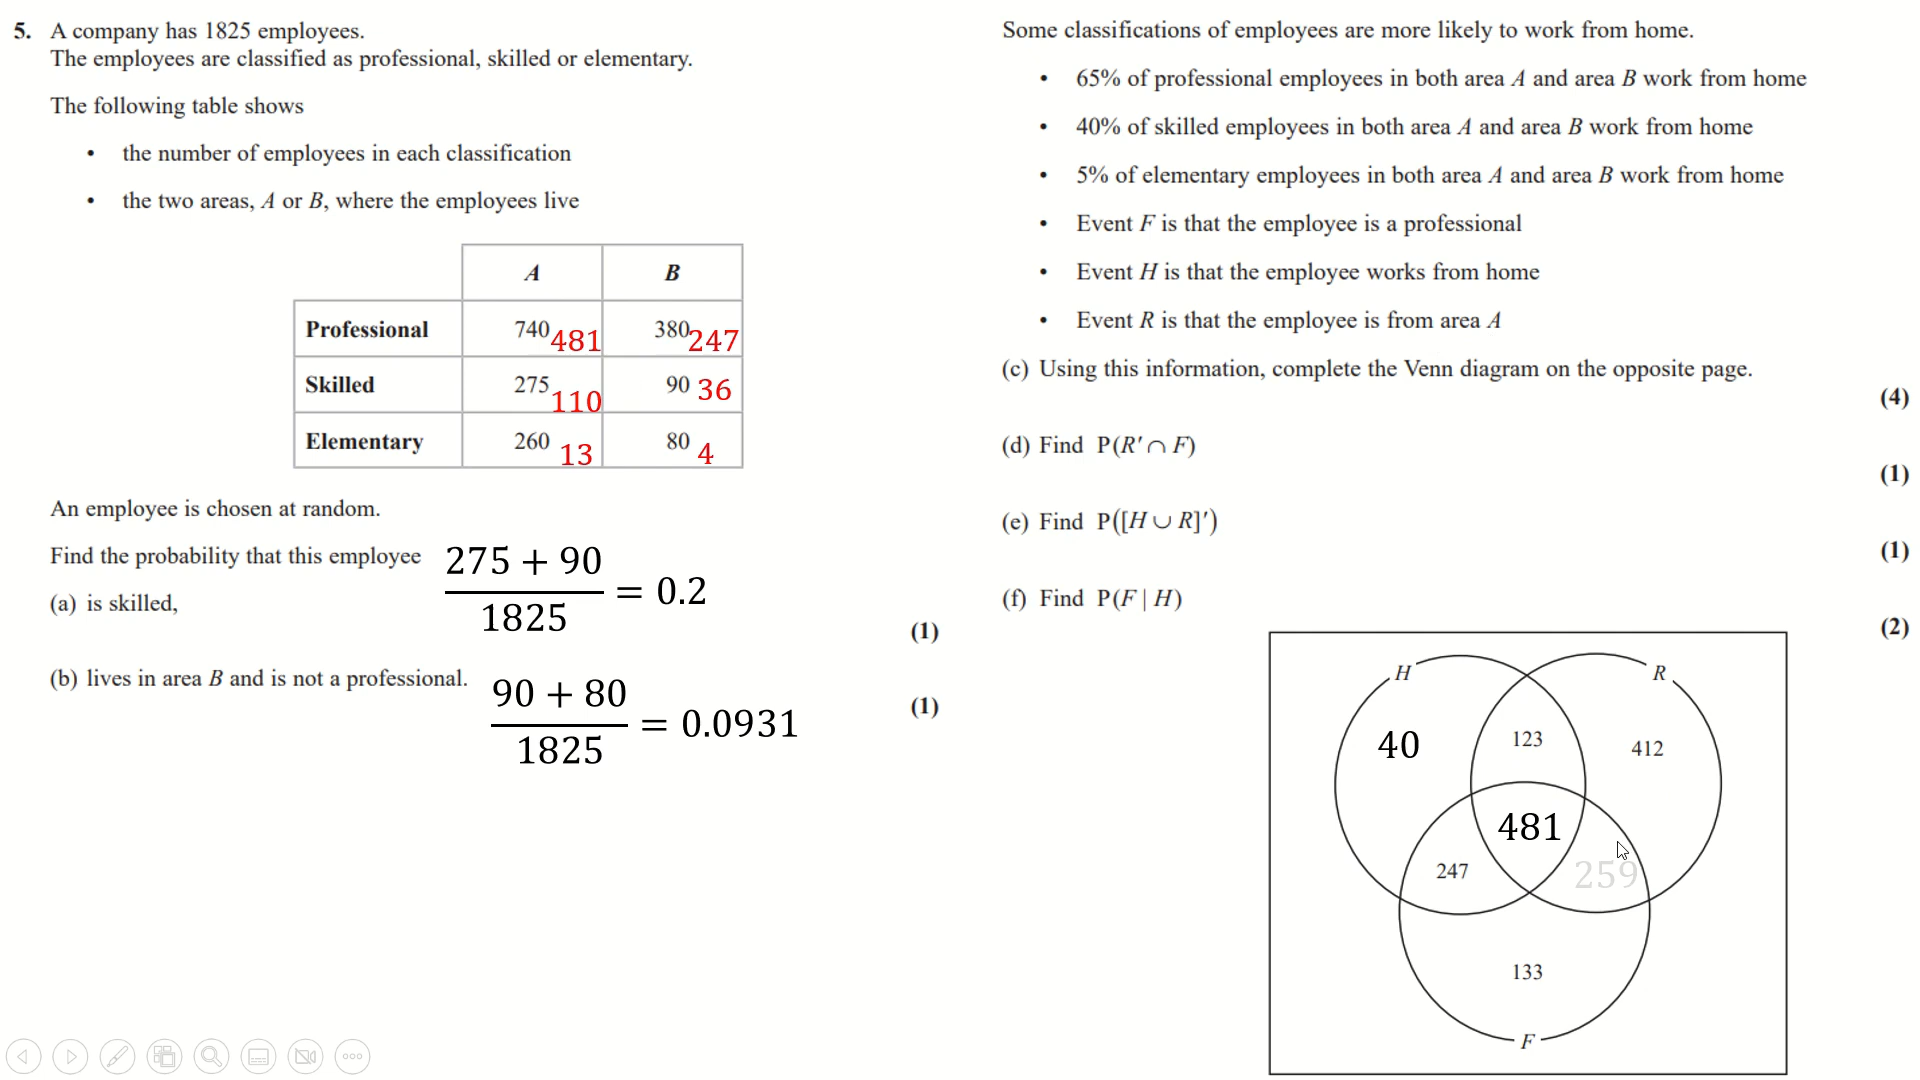 5. A company has 1825 employees.
The employees are classified as professional, skilled or elementary.
The following table shows
• the number of employees in each classification
• the two areas, A or B, where the employees live
A B
Professional 740 481 380 247
Skilled 275 110 90 36
Elementary 260 13 80 4
An employee is chosen at random.
Find the probability that this employee
(a) is skilled,
275 + 90
1825
= 0.2
(1)
(b) lives in area B and is not a professional.
90 + 80
1825
= 0.0931
(1)
Some classifications of employees are more likely to work from home.
• 65% of professional employees in both area A and area B work from home
• 40% of skilled employees in both area A and area B work from home
• 5% of elementary employees in both area A and area B work from home
• Event F is that the employee is a professional
• Event H is that the employee works from home
• Event R is that the employee is from area A
(c) Using this information, complete the Venn diagram on the opposite page.
(4)
(d) Find P(R′ ∩ F)
(1)
(e) Find P([H ∪ R]′)
(1)
(f) Find P(F | H)
(2)
H R
40 123 412
481
247 259
133
F